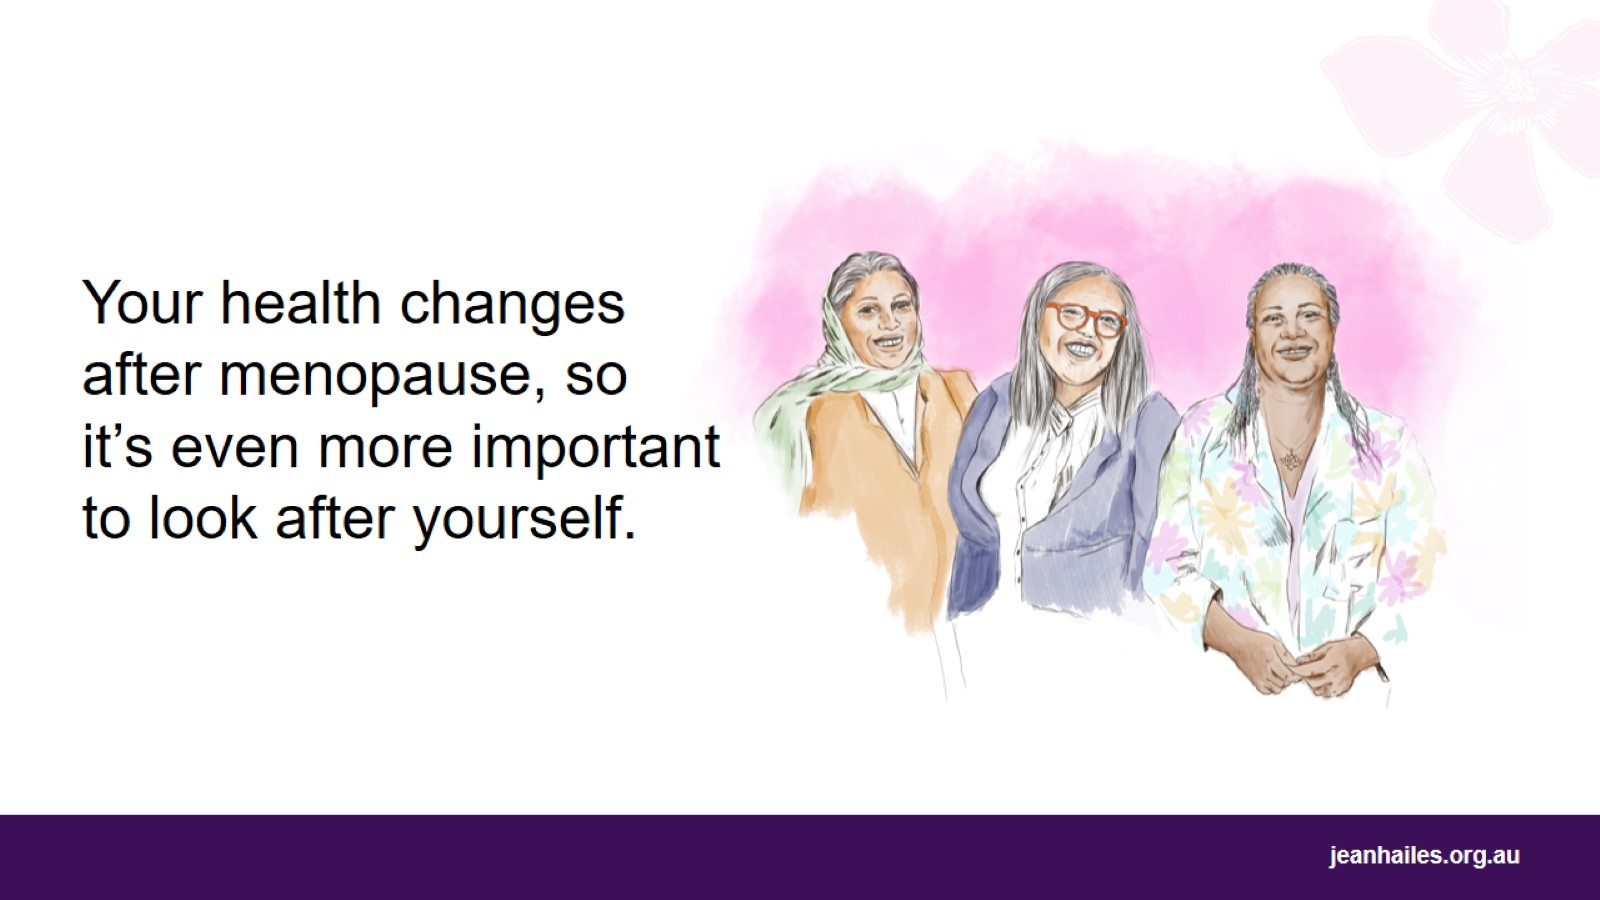 Your health changes
after menopause, so
it’s even more important
to look after yourself.
jeanhailes.org.au